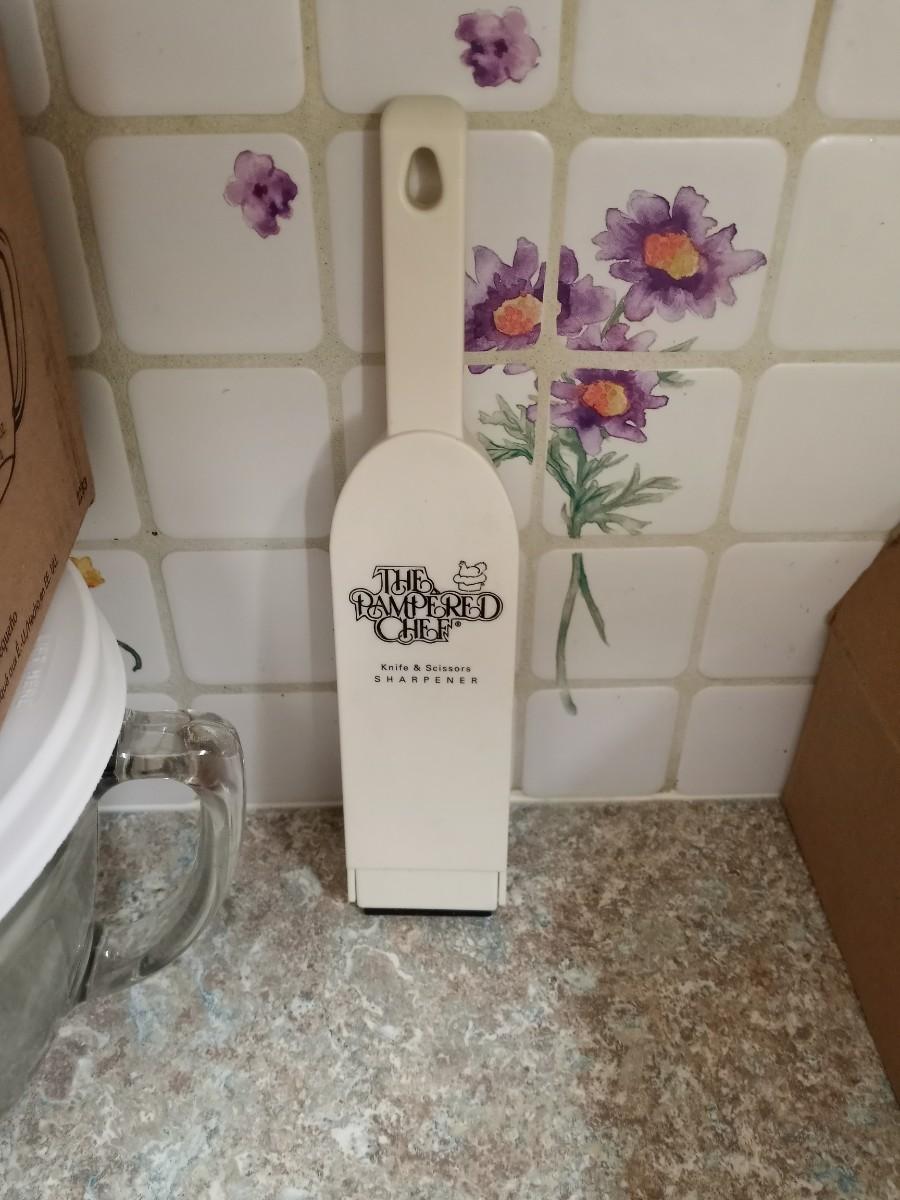 THE
PAMPERED
CHEF®
Knife & Scissors
SHARPENER